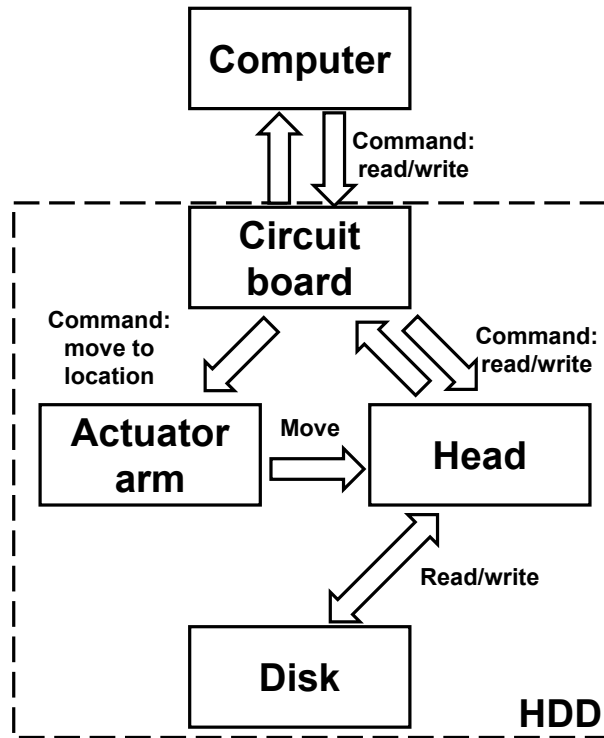 Computer
Command:
read/write
Circuit
board
Command:
move to
location
Command:
read/write
Actuator
arm
Move
Head
Read/write
Disk
HDD